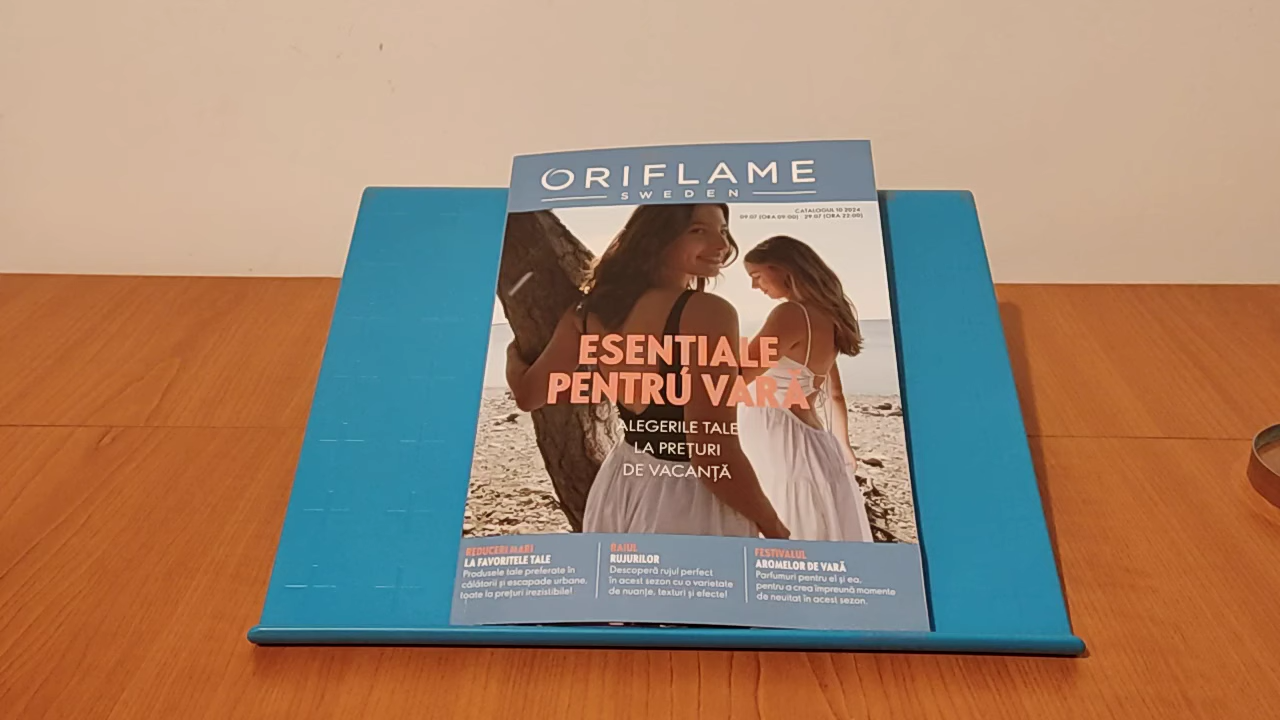 ORIFLAME
SWEDEN
CATALOGUL 10 2024
09.07 (ORA 09:00) - 29.07 (ORA 22:00)
ESENȚIALE
PENTRU VARĂ
ALEGERILE TALE
LA PREȚURI
DE VACANȚĂ
REDUCERI MARI
LA FAVORITELE TALE
Produsele tale preferate în
călătorii și escapade urbane,
toate la prețuri irezistibile!
RAIUL
RUJURILOR
Descoperă rujul perfect
în acest sezon cu o varietate
de nuanțe, texturi și efecte!
FESTIVALUL
AROMELOR DE VARĂ
Parfumuri pentru el și ea,
pentru a crea împreună momente
de neuitat în acest sezon.